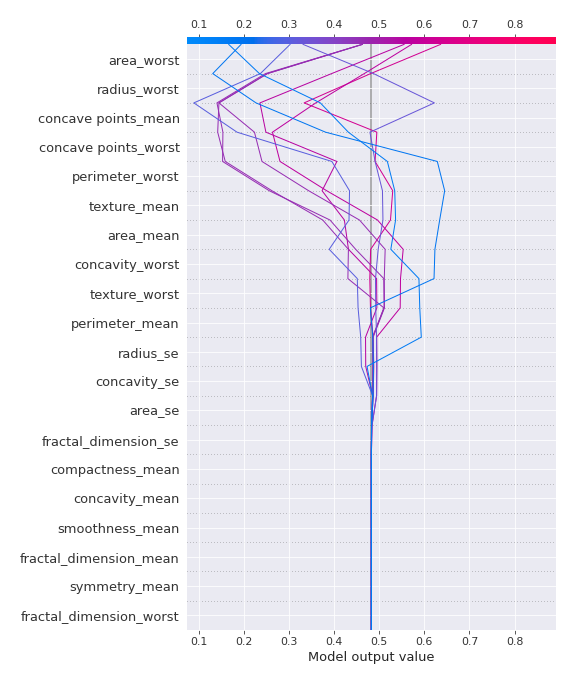 0.1 0.2 0.3 0.4 0.5 0.6 0.7 0.8
area_worst
radius_worst
concave points_mean
concave points_worst
perimeter_worst
texture_mean
area_mean
concavity_worst
texture_worst
perimeter_mean
radius_se
concavity_se
area_se
fractal_dimension_se
compactness_mean
concavity_mean
smoothness_mean
fractal_dimension_mean
symmetry_mean
fractal_dimension_worst
0.1 0.2 0.3 0.4 0.5 0.6 0.7 0.8
Model output value